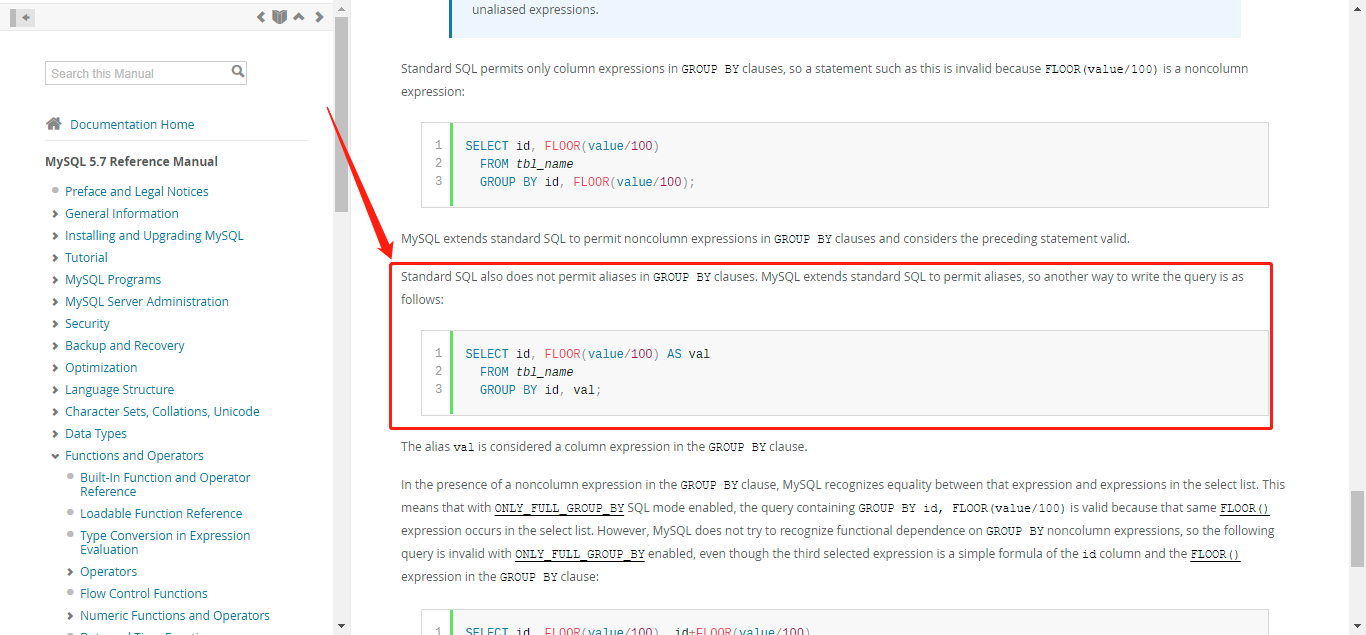 Search this Manual
Documentation Home
MySQL 5.7 Reference Manual
Preface and Legal Notices
General Information
Installing and Upgrading MySQL
Tutorial
MySQL Programs
MySQL Server Administration
Security
Backup and Recovery
Optimization
Language Structure
Character Sets, Collations, Unicode
Data Types
Functions and Operators
Built-In Function and Operator
Reference
Loadable Function Reference
Type Conversion in Expression
Evaluation
Operators
Flow Control Functions
Numeric Functions and Operators
unaliased expressions.
Standard SQL permits only column expressions in GROUP BY clauses, so a statement such as this is invalid because FLOOR(value/100) is a noncolumn
expression:
1 SELECT id, FLOOR(value/100)
2 FROM tbl_name
3 GROUP BY id, FLOOR(value/100);
MySQL extends standard SQL to permit noncolumn expressions in GROUP BY clauses and considers the preceding statement valid.
Standard SQL also does not permit aliases in GROUP BY clauses. MySQL extends standard SQL to permit aliases, so another way to write the query is as
follows:
1 SELECT id, FLOOR(value/100) AS val
2 FROM tbl_name
3 GROUP BY id, val;
The alias val is considered a column expression in the GROUP BY clause.
In the presence of a noncolumn expression in the GROUP BY clause, MySQL recognizes equality between that expression and expressions in the select list. This
means that with ONLY_FULL_GROUP_BY SQL mode enabled, the query containing GROUP BY id, FLOOR(value/100) is valid because that same FLOOR()
expression occurs in the select list. However, MySQL does not try to recognize functional dependence on GROUP BY noncolumn expressions, so the following
query is invalid with ONLY_FULL_GROUP_BY enabled, even though the third selected expression is a simple formula of the id column and the FLOOR()
expression in the GROUP BY clause:
1 SELECT id, FLOOR(value/100), id+FLOOR(value/100)